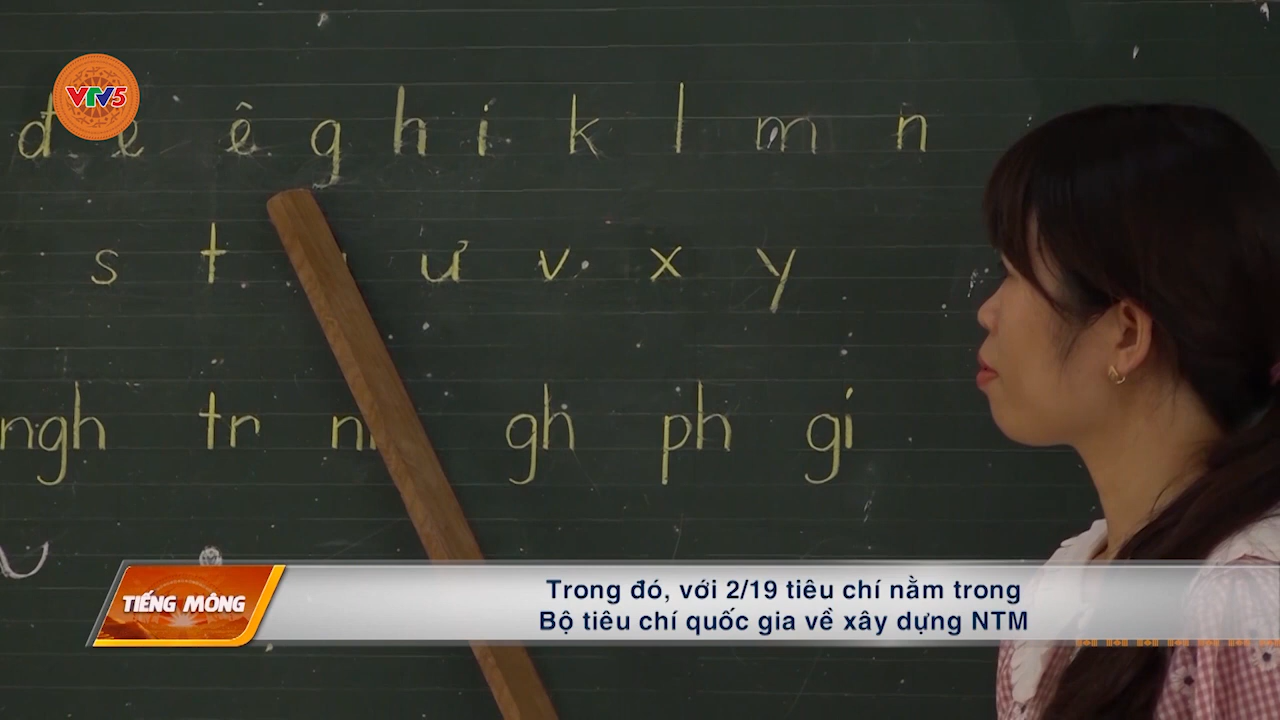 VTV5
đ e ê g h i k l m n
s t ư v x y
ngh tr gh ph gi
TIẾNG MÔNG
Trong đó, với 2/19 tiêu chí nằm trong
Bộ tiêu chí quốc gia về xây dựng NTM